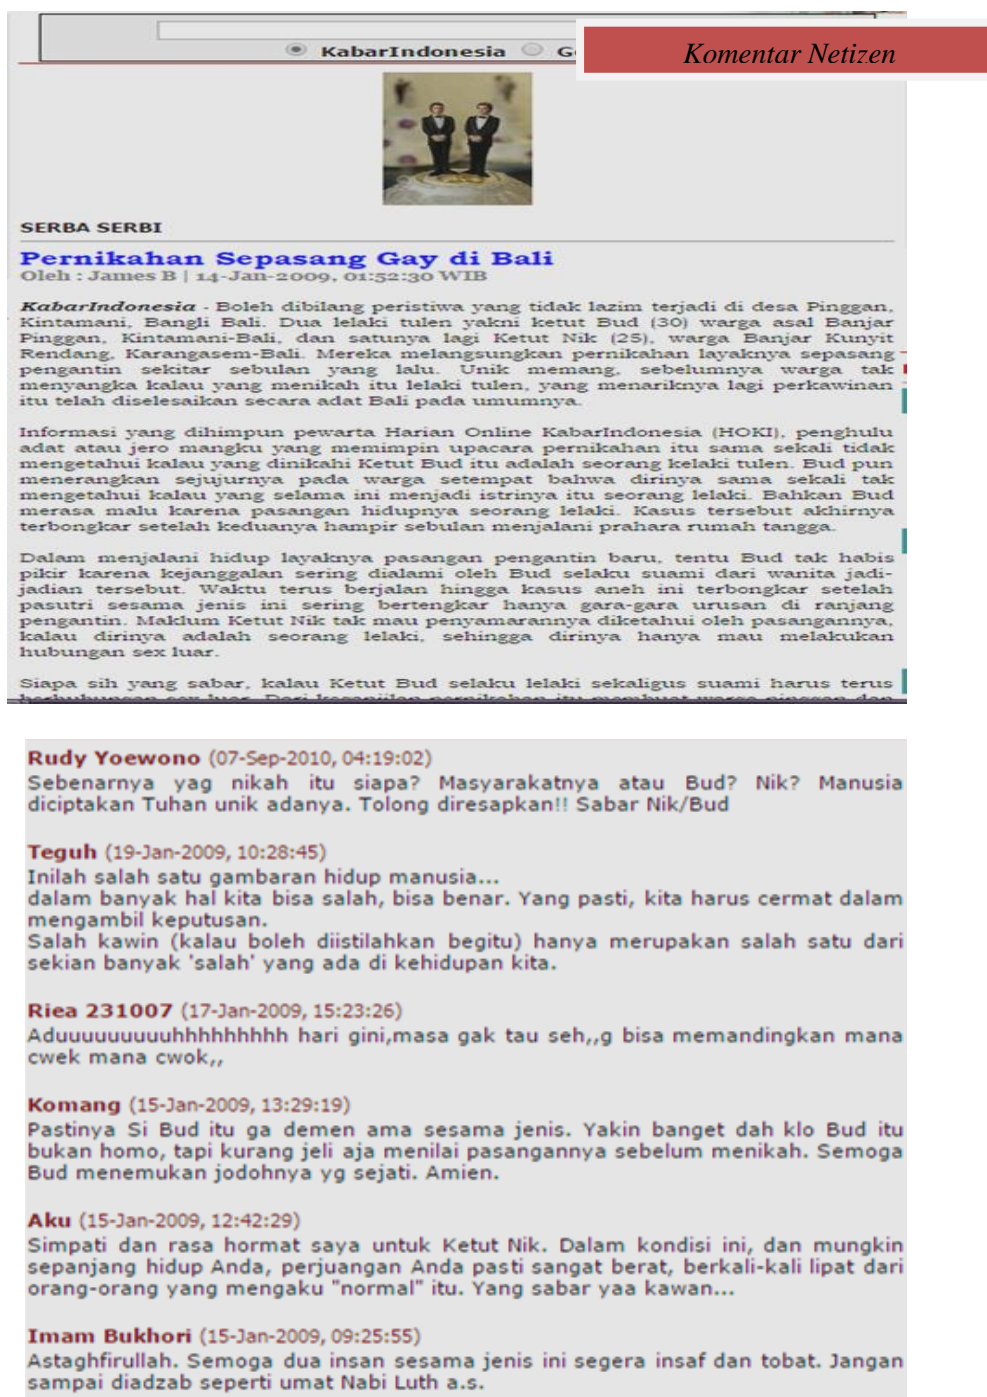 KabarIndonesia
Komentar Netizen
SERBA SERBI
Pernikahan Sepasang Gay di Bali
Oleh : James B | 14-Jan-2009, 01:52:30 WIB
KabarIndonesia - Boleh dibilang peristiwa yang tidak lazim terjadi di desa Pinggan,
Kintamani, Bangli Bali. Dua lelaki tulen yakni ketut Bud (30) warga asal Banjar
Pinggan, Kintamani-Bali, dan satunya lagi Ketut Nik (25), warga Banjar Kunyit
Rendang, Karangasem-Bali. Mereka melangsungkan pernikahan layaknya sepasang
pengantin sekitar sebulan yang lalu. Unik memang, sebelumnya warga tak
menyangka kalau yang menikah itu lelaki tulen, yang menariknya lagi perkawinan
itu telah diselesaikan secara adat Bali pada umumnya.
Informasi yang dihimpun pewarta Harian Online KabarIndonesia (HOKI), penghulu
adat atau jero mangku yang memimpin upacara pernikahan itu sama sekali tidak
mengetahui kalau yang dinikahi Ketut Bud itu adalah seorang kelaki tulen. Bud pun
menerangkan sejujurnya pada warga setempat bahwa dirinya sama sekali tak
mengetahui kalau yang selama ini menjadi istrinya itu seorang lelaki. Bahkan Bud
merasa malu karena pasangan hidupnya seorang lelaki. Kasus tersebut akhirnya
terbongkar setelah keduanya hampir sebulan menjalani prahara rumah tangga.
Dalam menjalani hidup layaknya pasangan pengantin baru, tentu Bud tak habis
pikir karena kejanggalan sering dialami oleh Bud selaku suami dari wanita jadi-
jadian tersebut. Waktu terus berjalan hingga kasus aneh ini terbongkar setelah
pasutri sesama jenis ini sering bertengkar hanya gara-gara urusan di ranjang
pengantin. Maklum Ketut Nik tak mau penyamarannya diketahui oleh pasangannya,
kalau dirinya adalah seorang lelaki, sehingga dirinya hanya mau melakukan
hubungan sex luar.
Siapa sih yang sabar, kalau Ketut Bud selaku lelaki sekaligus suami harus terus
berhubungan sex luar. Dari keganjilan pernikahan itu membuat warga pinggan dan
Rudy Yoewono (07-Sep-2010, 04:19:02)
Sebenarnya yag nikah itu siapa? Masyarakatnya atau Bud? Nik? Manusia
diciptakan Tuhan unik adanya. Tolong diresapkan!! Sabar Nik/Bud
Teguh (19-Jan-2009, 10:28:45)
Inilah salah satu gambaran hidup manusia...
dalam banyak hal kita bisa salah, bisa benar. Yang pasti, kita harus cermat dalam
mengambil keputusan.
Salah kawin (kalau boleh diistilahkan begitu) hanya merupakan salah satu dari
sekian banyak 'salah' yang ada di kehidupan kita.
Riea 231007 (17-Jan-2009, 15:23:26)
Aduuuuuuuuuhhhhhhhhhh hari gini,masa gak tau seh,,g bisa memandingkan mana
cwek mana cwok,,
Komang (15-Jan-2009, 13:29:19)
Pastinya Si Bud itu ga demen ama sesama jenis. Yakin banget dah klo Bud itu
bukan homo, tapi kurang jeli aja menilai pasangannya sebelum menikah. Semoga
Bud menemukan jodohnya yg sejati. Amien.
Aku (15-Jan-2009, 12:42:29)
Simpati dan rasa hormat saya untuk Ketut Nik. Dalam kondisi ini, dan mungkin
sepanjang hidup Anda, perjuangan Anda pasti sangat berat, berkali-kali lipat dari
orang-orang yang mengaku "normal" itu. Yang sabar yaa kawan...
Imam Bukhori (15-Jan-2009, 09:25:55)
Astaghfirullah. Semoga dua insan sesama jenis ini segera insaf dan tobat. Jangan
sampai diadzab seperti umat Nabi Luth a.s.